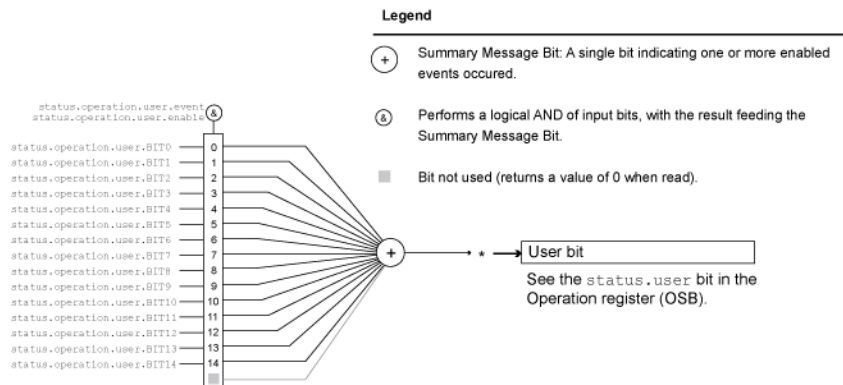 Legend
+
Summary Message Bit: A single bit indicating one or more enabled
events occured.
&
Performs a logical AND of input bits, with the result feeding the
Summary Message Bit.
Bit not used (returns a value of 0 when read).
status.operation.user.event
status.operation.user.enable
&
status.operation.user.BIT0 0
status.operation.user.BIT1 1
status.operation.user.BIT2 2
status.operation.user.BIT3 3
status.operation.user.BIT4 4
status.operation.user.BIT5 5
status.operation.user.BIT6 6
status.operation.user.BIT7 7
status.operation.user.BIT8 8
status.operation.user.BIT9 9
status.operation.user.BIT10 10
status.operation.user.BIT11 11
status.operation.user.BIT12 12
status.operation.user.BIT13 13
status.operation.user.BIT14 14
+
*
User bit
See the status.user bit in the
Operation register (OSB).